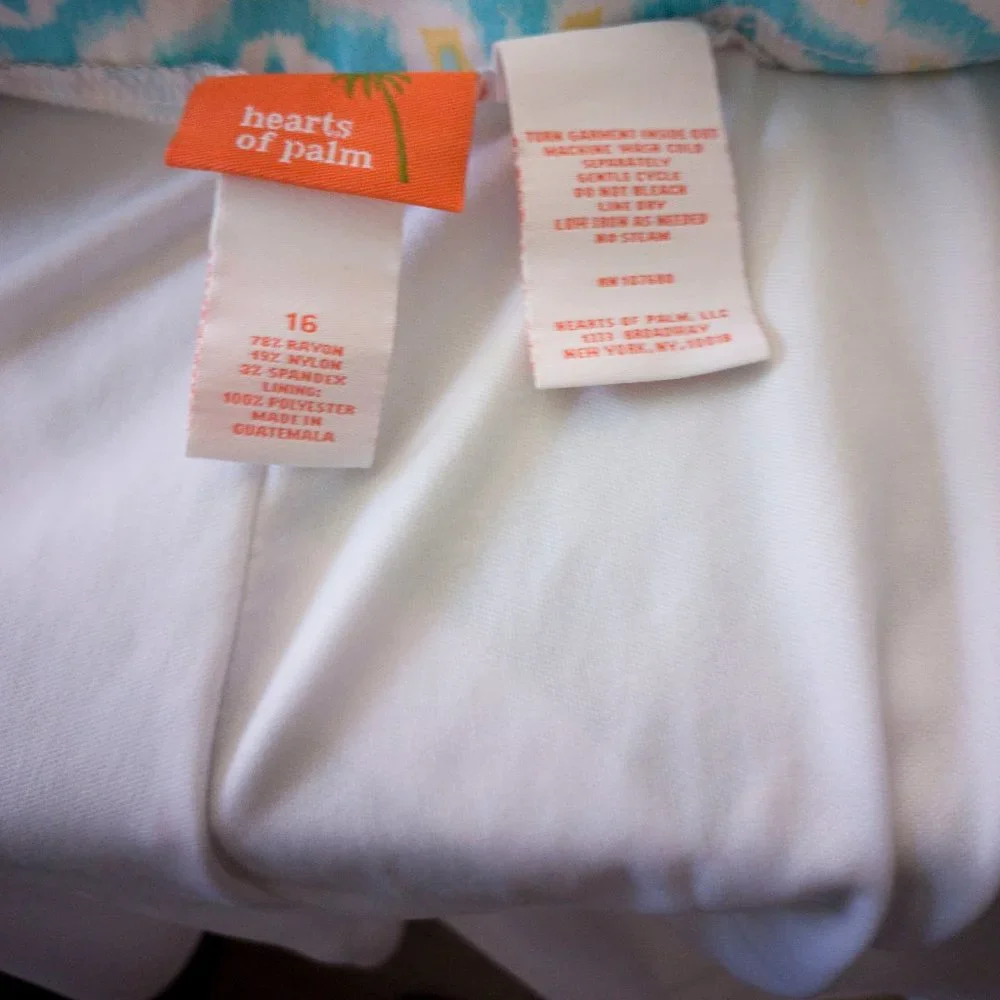 hearts
of palm
16
78% RAYON
19% NYLON
3% SPANDEX
LINING:
100% POLYESTER
MADE IN
GUATEMALA
TURN GARMENT INSIDE OUT
MACHINE WASH COLD
SEPARATELY
GENTLE CYCLE
DO NOT BLEACH
LINE DRY
LOW IRON AS NEEDED
NO STEAM
RN 107680
HEARTS OF PALM, LLC
1333 BROADWAY
NEW YORK, NY, 10018